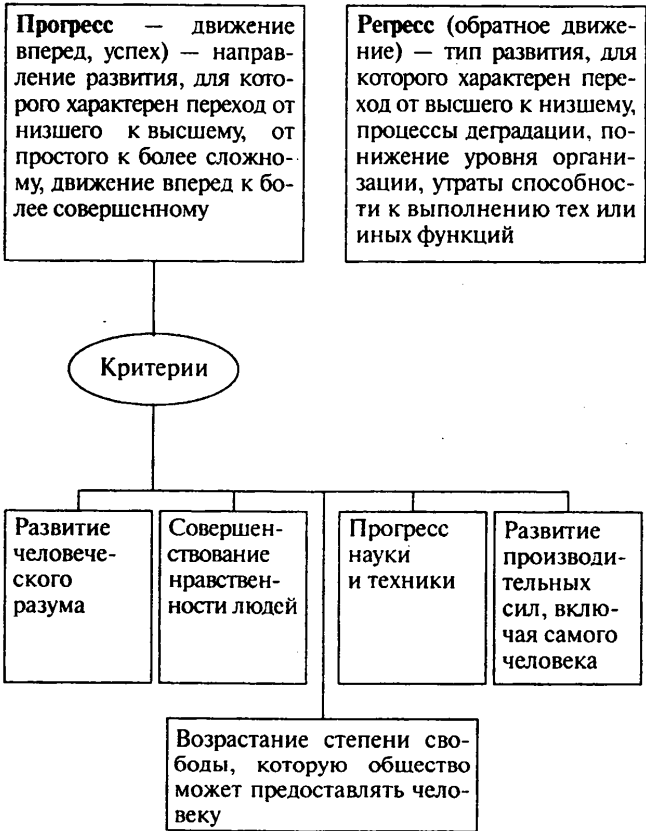 Прогресс — движение
вперед, успех) — направ-
ление развития, для кото-
рого характерен переход от
низшего к высшему, от
простого к более сложно-
му, движение вперед к бо-
лее совершенному
Регресс (обратное движе-
ние) — тип развития, для
которого характерен пере-
ход от высшего к низшему,
процессы деградации, по-
нижение уровня органи-
зации, утраты способнос-
ти к выполнению тех или
иных функций
Критерии
Развитие
человече-
ского
разума
Совершен-
ствование
нравствен-
ности людей
Прогресс
науки
и техники
Развитие
производи-
тельных
сил, вклю-
чая самого
человека
Возрастание степени сво-
боды, которую общество
может предоставлять чело-
веку